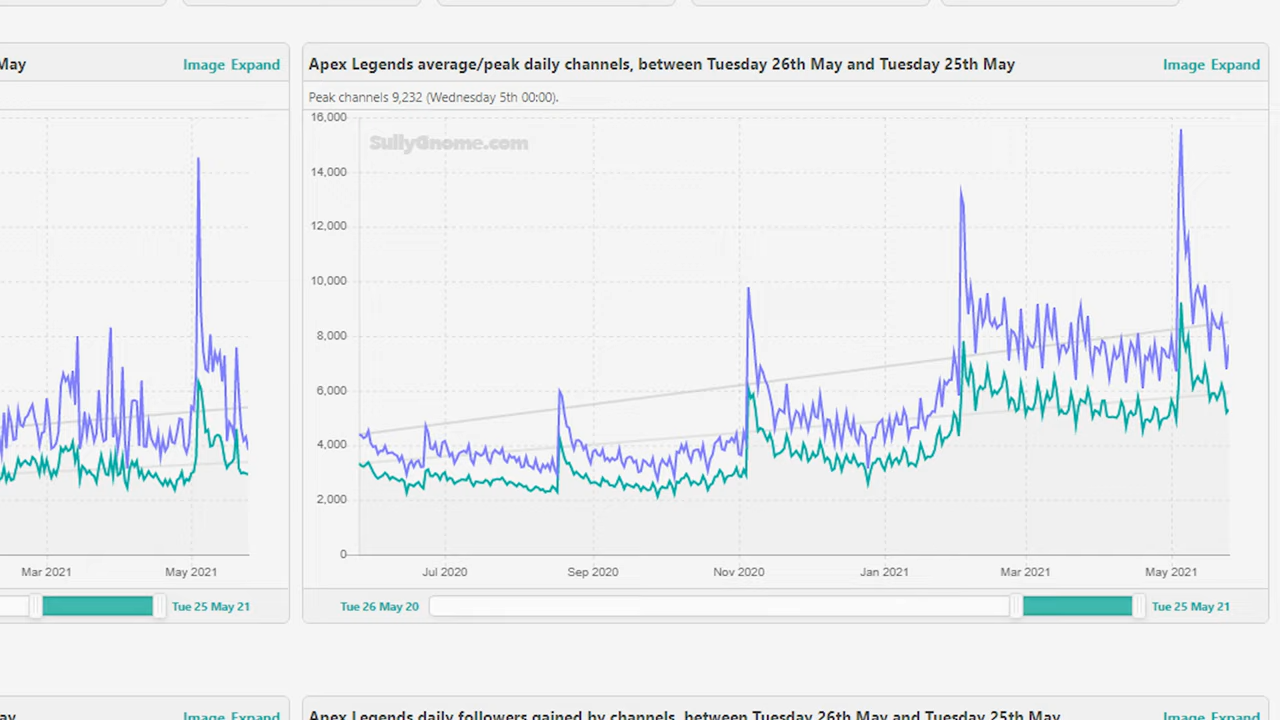 May
Image Expand
Mar 2021
May 2021
Tue 25 May 21
Apex Legends average/peak daily channels, between Tuesday 26th May and Tuesday 25th May
Image Expand
Peak channels 9,232 (Wednesday 5th 00:00).
SullyGnome.com
16,000
14,000
12,000
10,000
8,000
6,000
4,000
2,000
0
Jul 2020
Sep 2020
Nov 2020
Jan 2021
Mar 2021
May 2021
Tue 26 May 20
Tue 25 May 21
Image Expand
Apex Legends daily followers gained by channels, between Tuesday 26th May and Tuesday 25th May
Image Expand